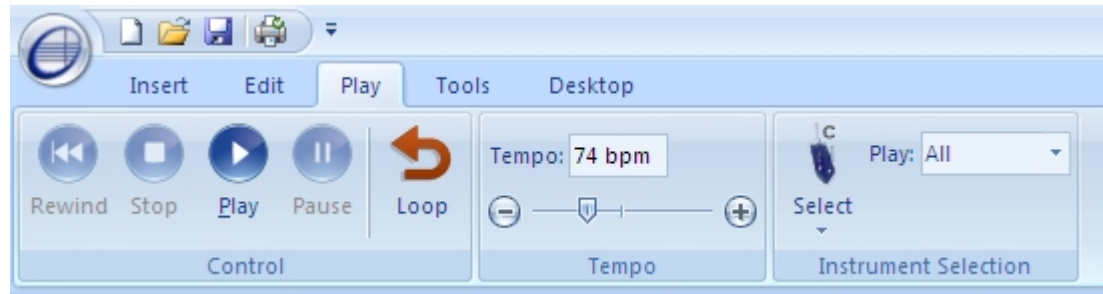 Insert Edit Play Tools Desktop
Rewind Stop Play Pause Loop
Tempo: 74 bpm
C
Select
Play: All
Control Tempo Instrument Selection